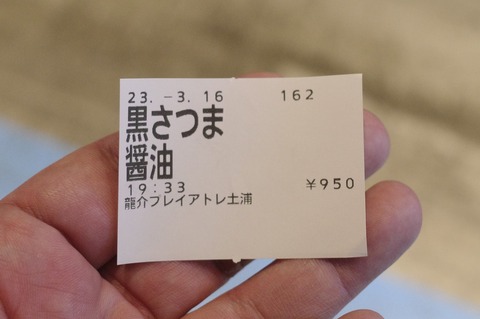 23. -3. 16 162
黒さつま
醤油
19:33 ¥950
龍介プレイアトレ土浦